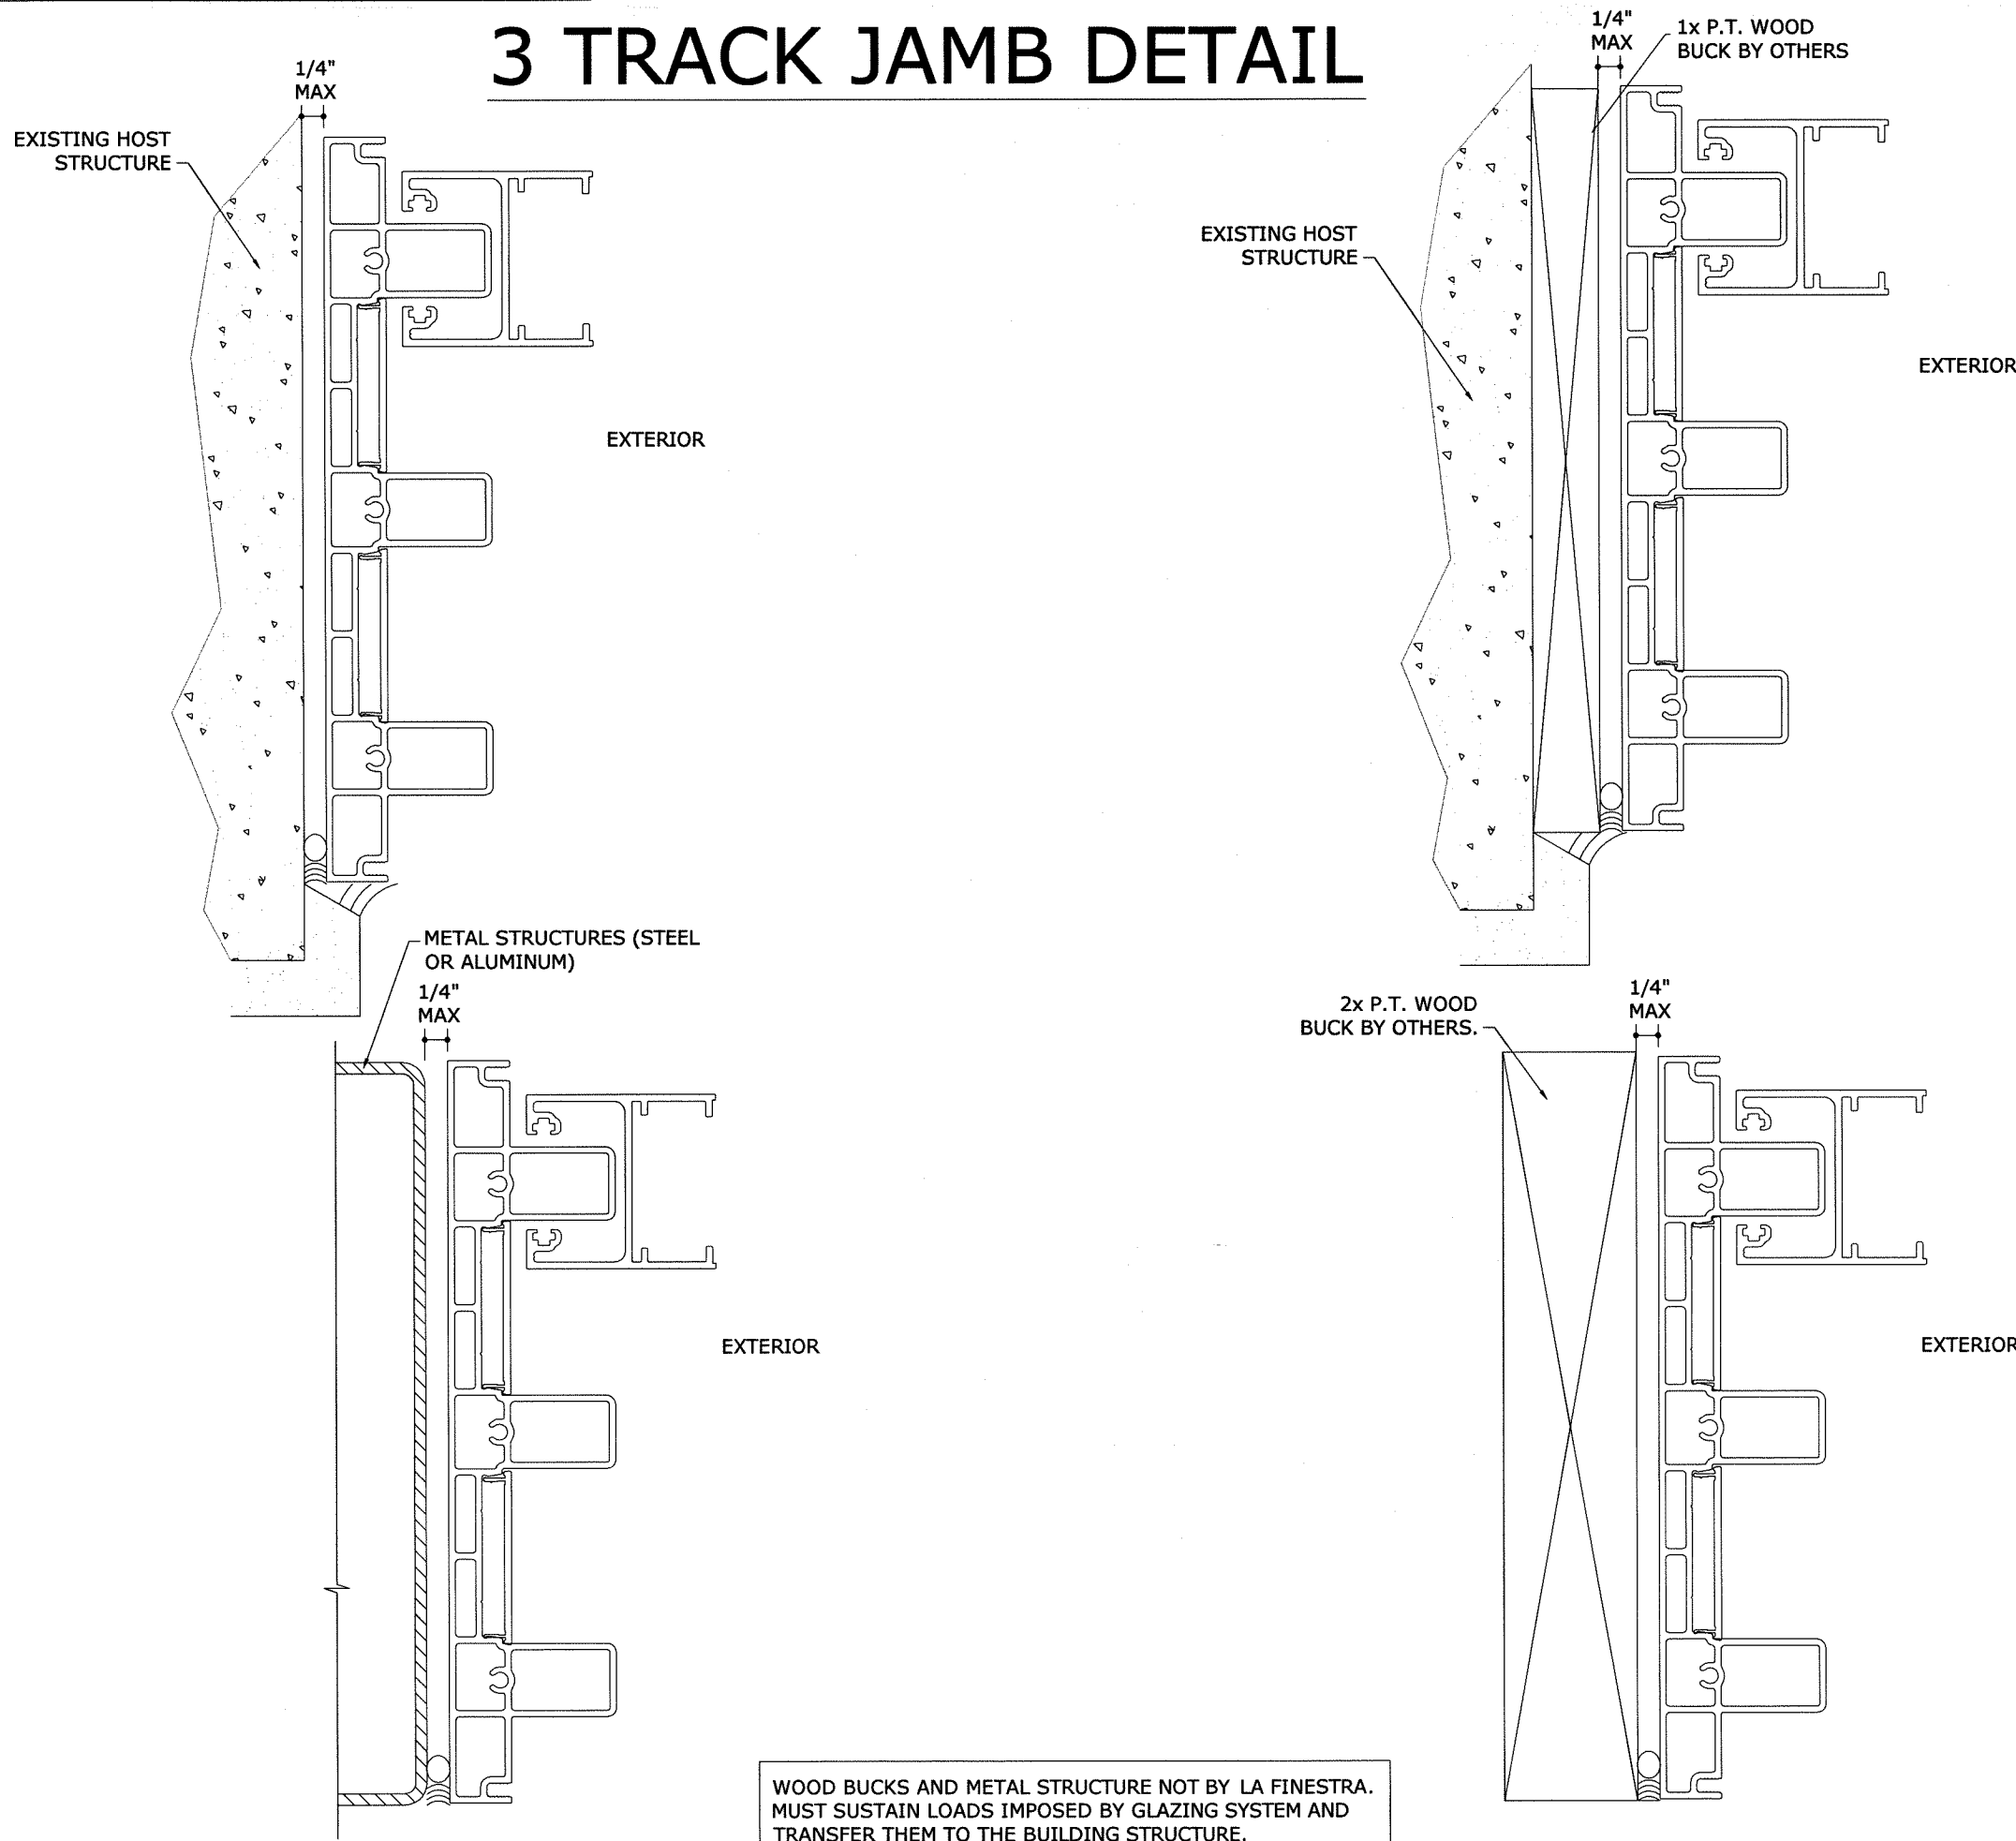 3 TRACK JAMB DETAIL
1/4"
MAX
EXISTING HOST
STRUCTURE
EXTERIOR
1/4"
MAX
1x P.T. WOOD
BUCK BY OTHERS
EXISTING HOST
STRUCTURE
EXTERIOR
METAL STRUCTURES (STEEL
OR ALUMINUM)
1/4"
MAX
EXTERIOR
2x P.T. WOOD
BUCK BY OTHERS.
1/4"
MAX
EXTERIOR
WOOD BUCKS AND METAL STRUCTURE NOT BY LA FINESTRA.
MUST SUSTAIN LOADS IMPOSED BY GLAZING SYSTEM AND
TRANSFER THEM TO THE BUILDING STRUCTURE.